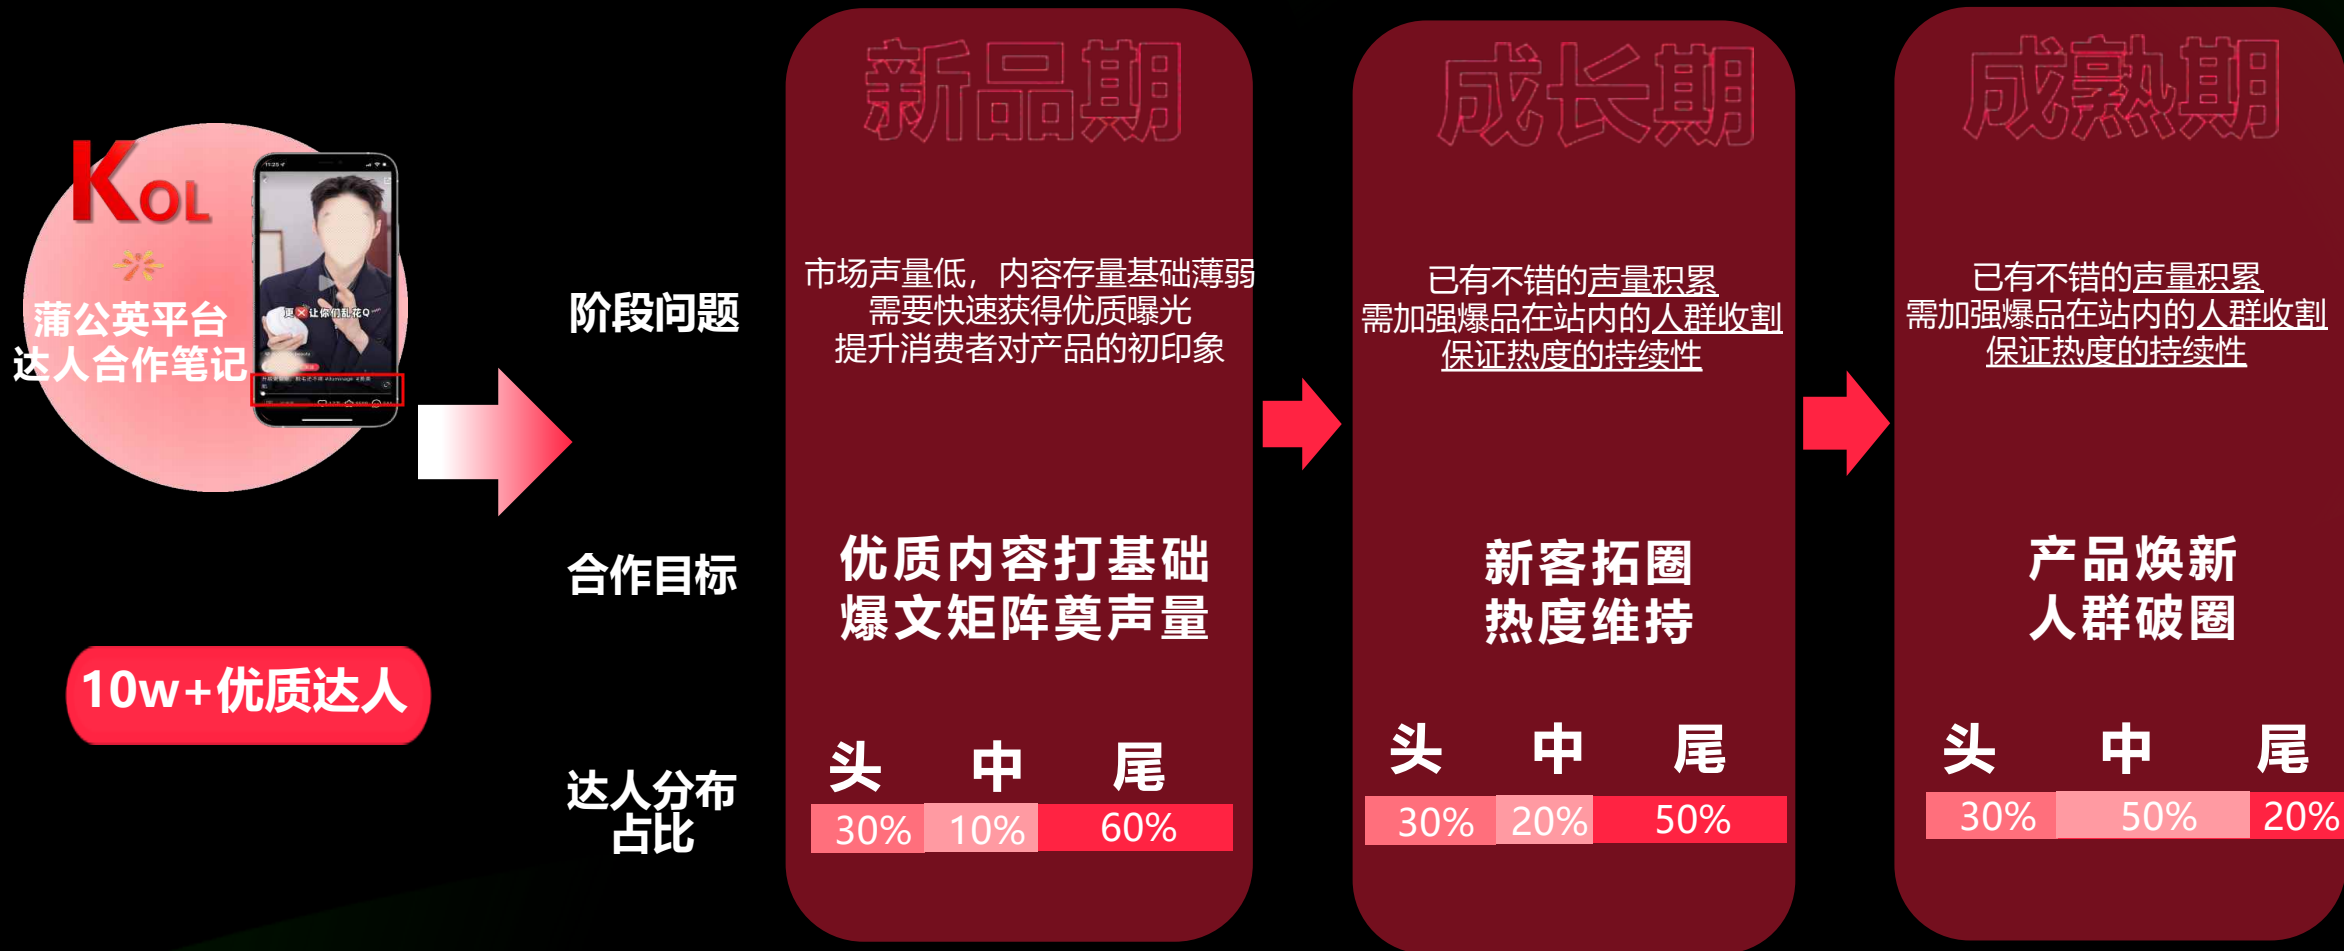 KOL
蒲公英平台
达人合作笔记
11:25
更❌让你们乱花Q
10w+优质达人
阶段问题
合作目标
达人分布
占比
新品期
市场声量低，内容存量基础薄弱
需要快速获得优质曝光
提升消费者对产品的初印象
优质内容打基础
爆文矩阵奠声量
头 中 尾
30% 10% 60%
成长期
已有不错的声量积累
需加强爆品在站内的人群收割
保证热度的持续性
新客拓圈
热度维持
头 中 尾
30% 20% 50%
成熟期
已有不错的声量积累
需加强爆品在站内的人群收割
保证热度的持续性
产品焕新
人群破圈
头 中 尾
30% 50% 20%